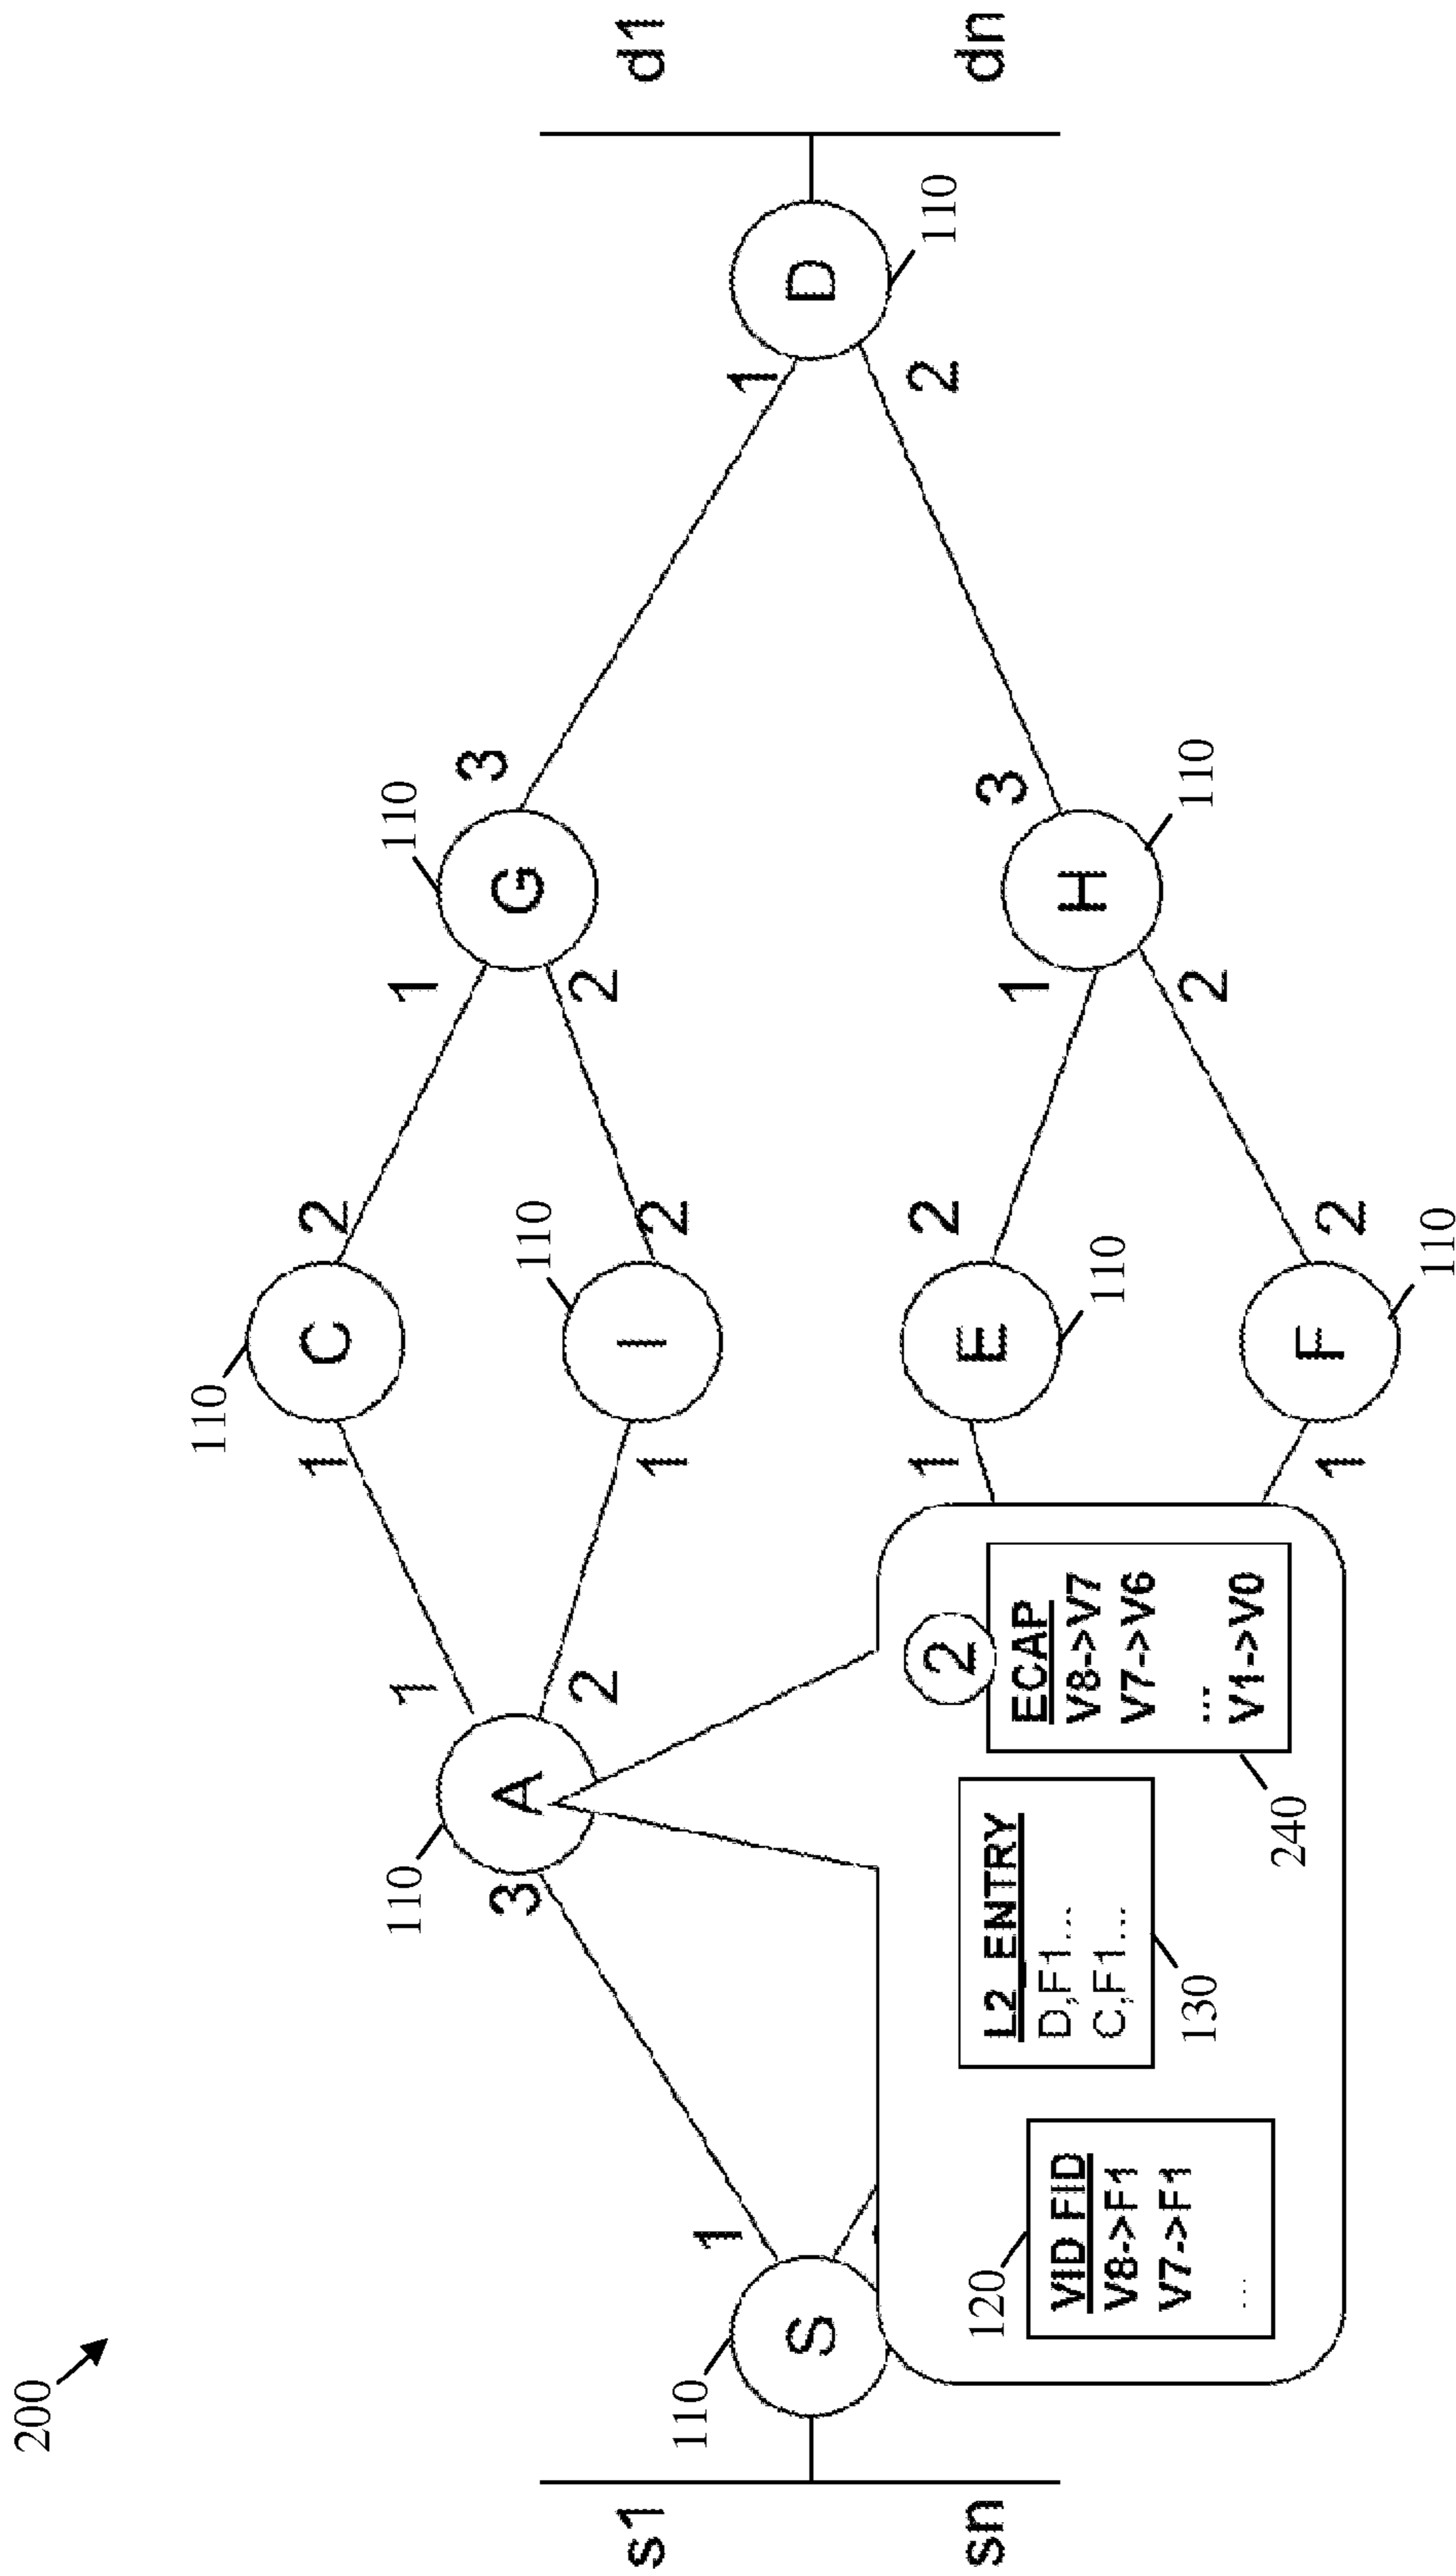 200
110
1 C 2
110
1
110
1
3 A
G 3
110
2
2
s1
1 I 2
d1
110
1
1
S
D
1 E 2
2
110
sn
dn
120
VID FID
V8->F1
V7->F1
...
L2_ENTRY
D,F1...
C,F1...
130
2
ECAP
V8->V7
V7->V6
...
V1->V0
240
110
1
3
H
2
110
1 F 2
110